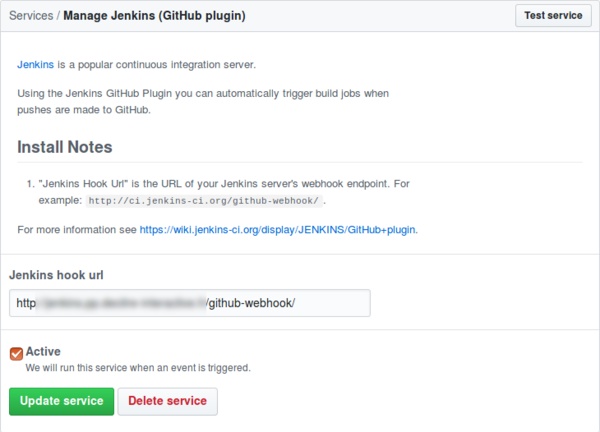 Services / Manage Jenkins (GitHub plugin)
Test service
Jenkins is a popular continuous integration server.
Using the Jenkins GitHub Plugin you can automatically trigger build jobs when
pushes are made to GitHub.
Install Notes
1. "Jenkins Hook Url" is the URL of your Jenkins server's webhook endpoint. For
example: http://ci.jenkins-ci.org/github-webhook/ .
For more information see https://wiki.jenkins-ci.org/display/JENKINS/GitHub+plugin.
Jenkins hook url
http /github-webhook/
Active
We will run this service when an event is triggered.
Update service
Delete service